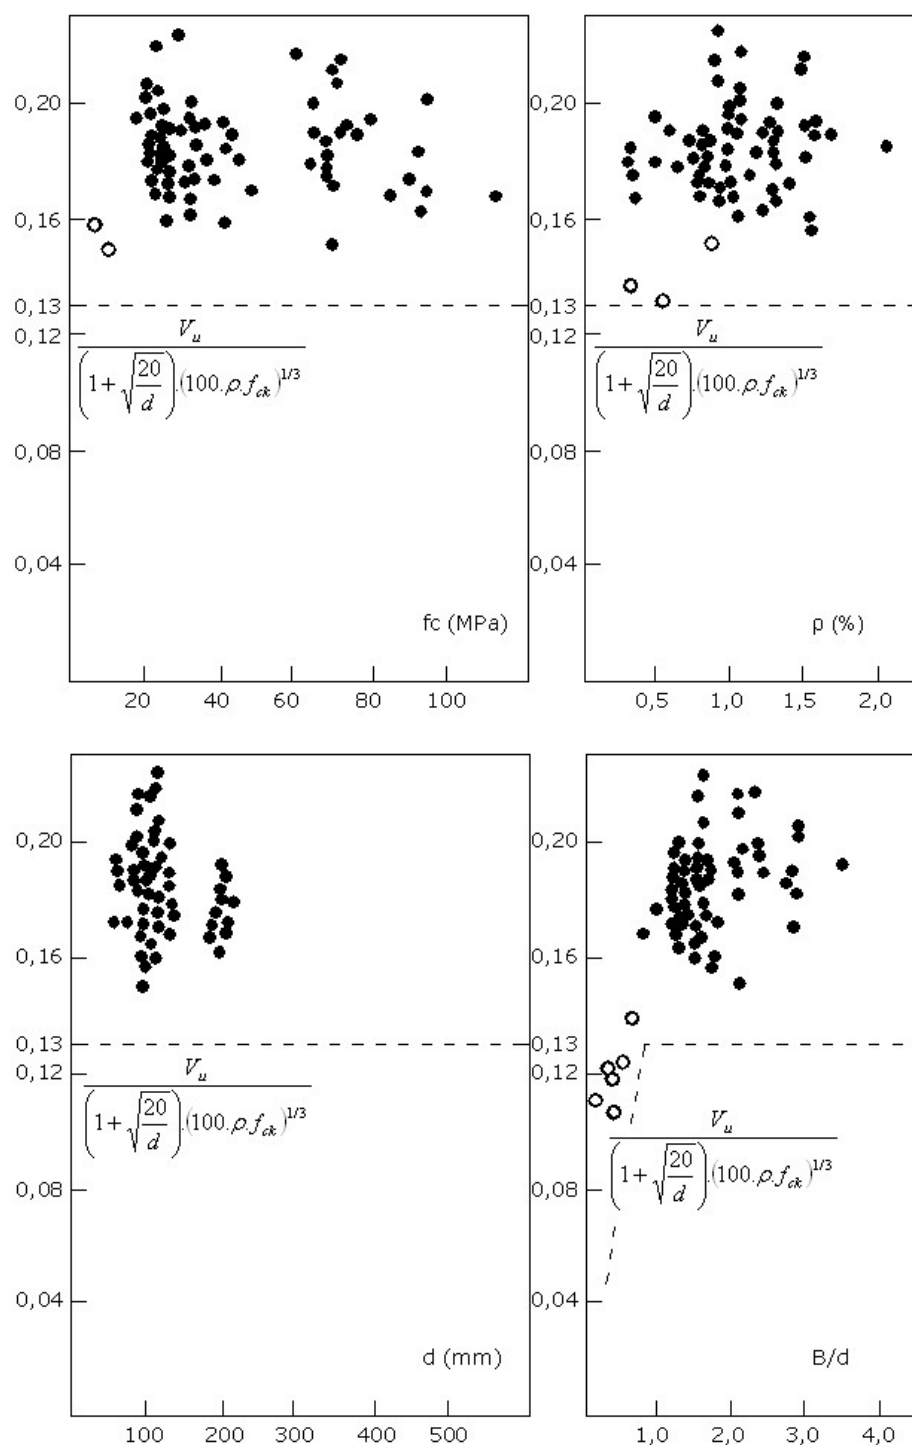 0,20
0,16
0,13
0,12
0,08
0,04
V_u
(1 + √(20/d)).(100.ρ.f_ck)^1/3
fc (MPa)
20 40 60 80 100
0,20
0,16
0,13
0,12
0,08
0,04
V_u
(1 + √(20/d)).(100.ρ.f_ck)^1/3
ρ (%)
0,5 1,0 1,5 2,0
0,20
0,16
0,13
0,12
0,08
0,04
V_u
(1 + √(20/d)).(100.ρ.f_ck)^1/3
d (mm)
100 200 300 400 500
0,20
0,16
0,13
0,12
0,08
0,04
V_u
(1 + √(20/d)).(100.ρ.f_ck)^1/3
B/d
1,0 2,0 3,0 4,0